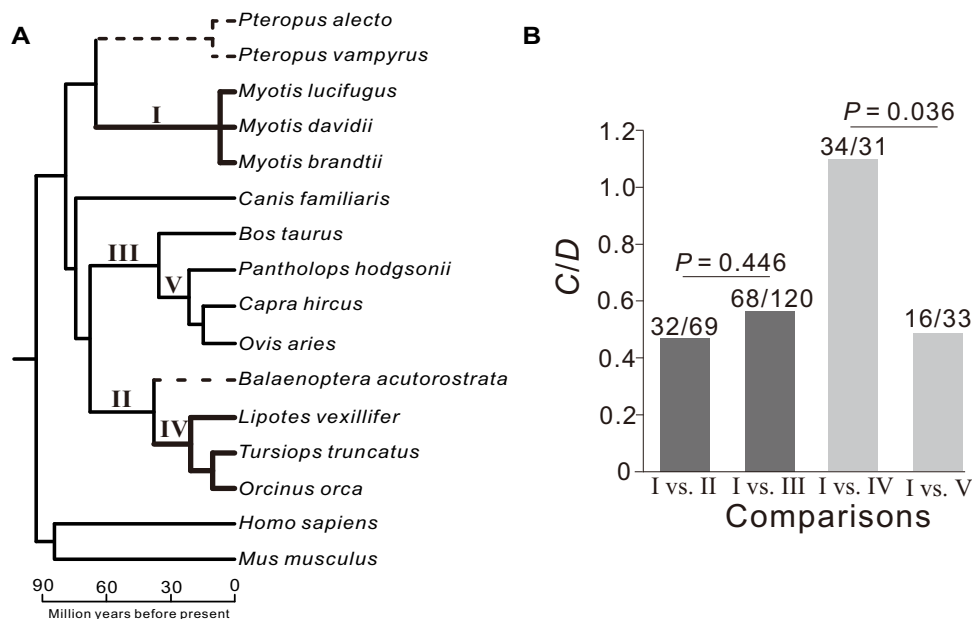 A
Pteropus alecto
Pteropus vampyrus
I
Myotis lucifugus
Myotis davidii
Myotis brandtii
Canis familiaris
III
Bos taurus
V
Pantholops hodgsonii
Capra hircus
Ovis aries
II
Balaenoptera acutorostrata
IV
Lipotes vexillifer
Tursiops truncatus
Orcinus orca
Homo sapiens
Mus musculus
90 60 30 0
Million years before present
B
C/D
1.2
1.0
0.8
0.6
0.4
0.2
0
P = 0.446
P = 0.036
32/69
68/120
34/31
16/33
I vs. II I vs. III I vs. IV I vs. V
Comparisons